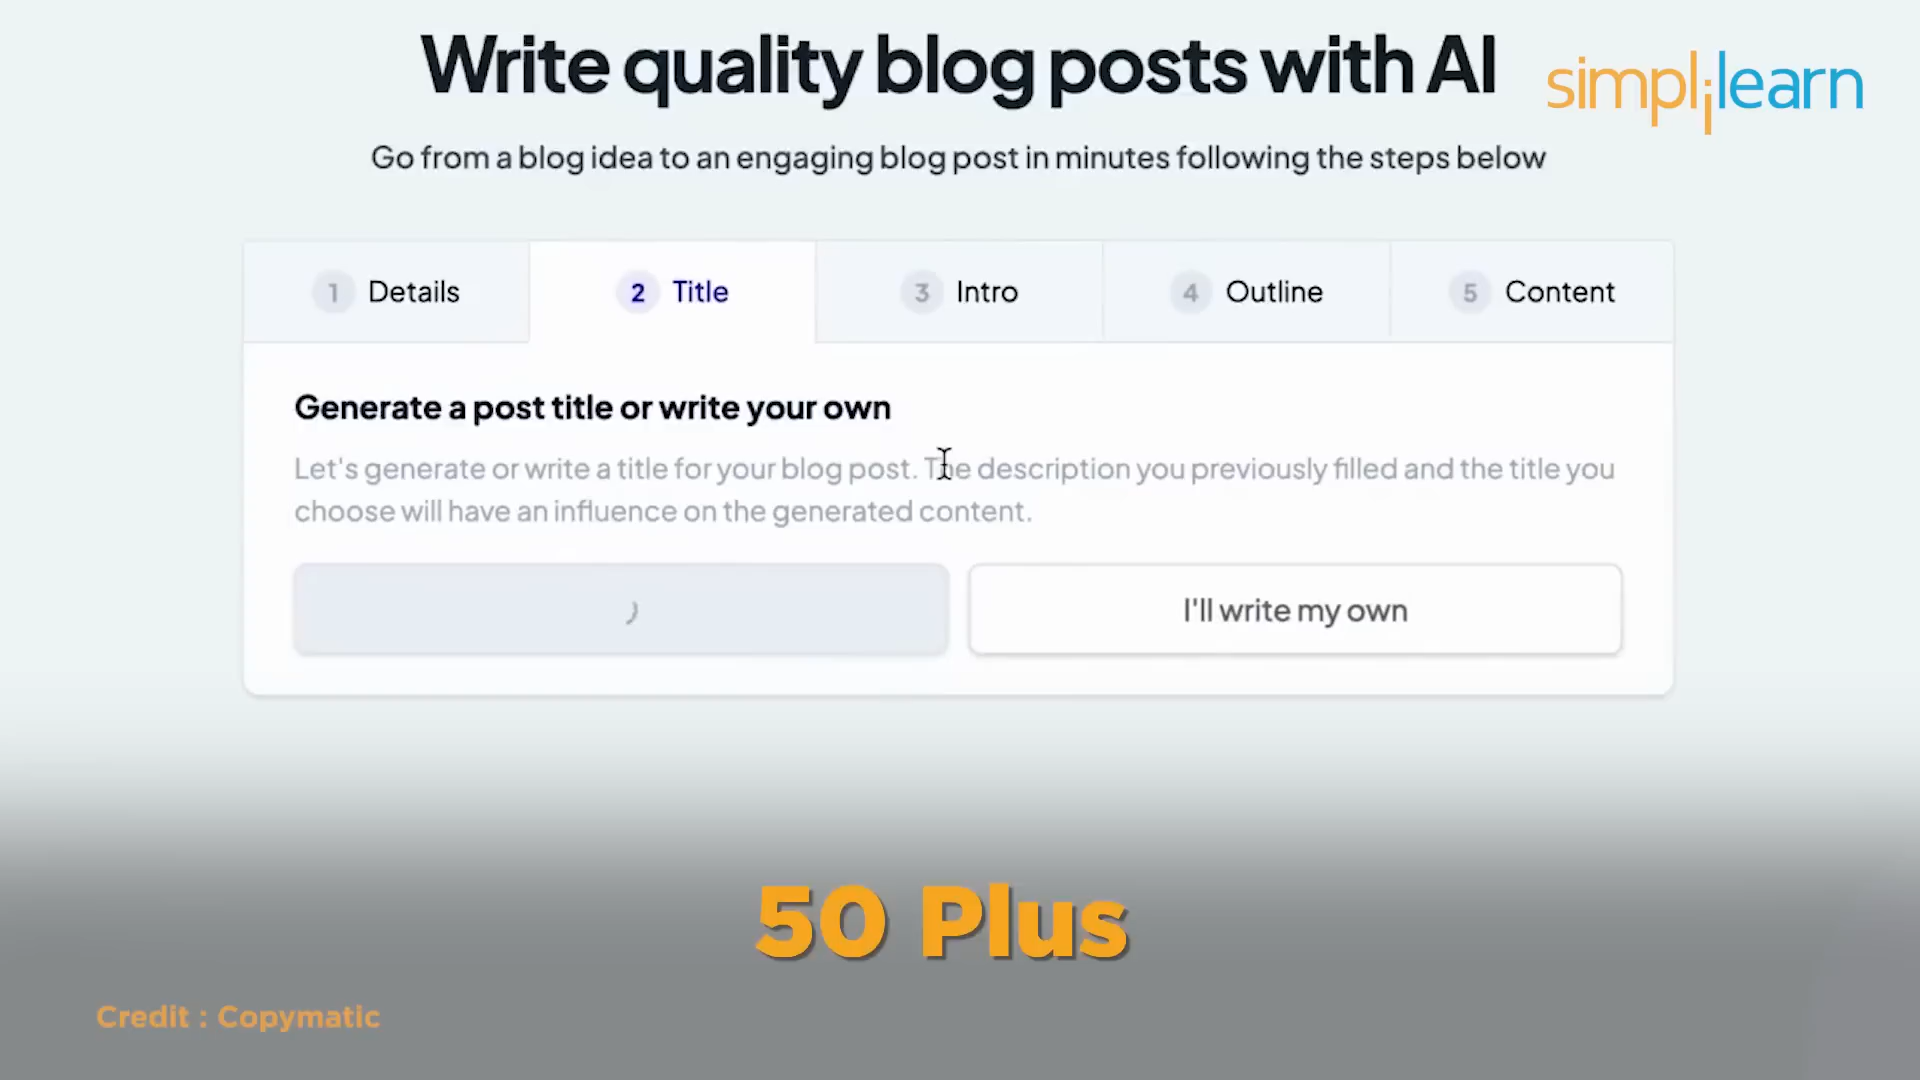 Write quality blog posts with AI
simplilearn
Go from a blog idea to an engaging blog post in minutes following the steps below
1 Details
2 Title
3 Intro
4 Outline
5 Content
Generate a post title or write your own
Let's generate or write a title for your blog post. The description you previously filled and the title you
choose will have an influence on the generated content.
I'll write my own
50 Plus
Credit : Copymatic